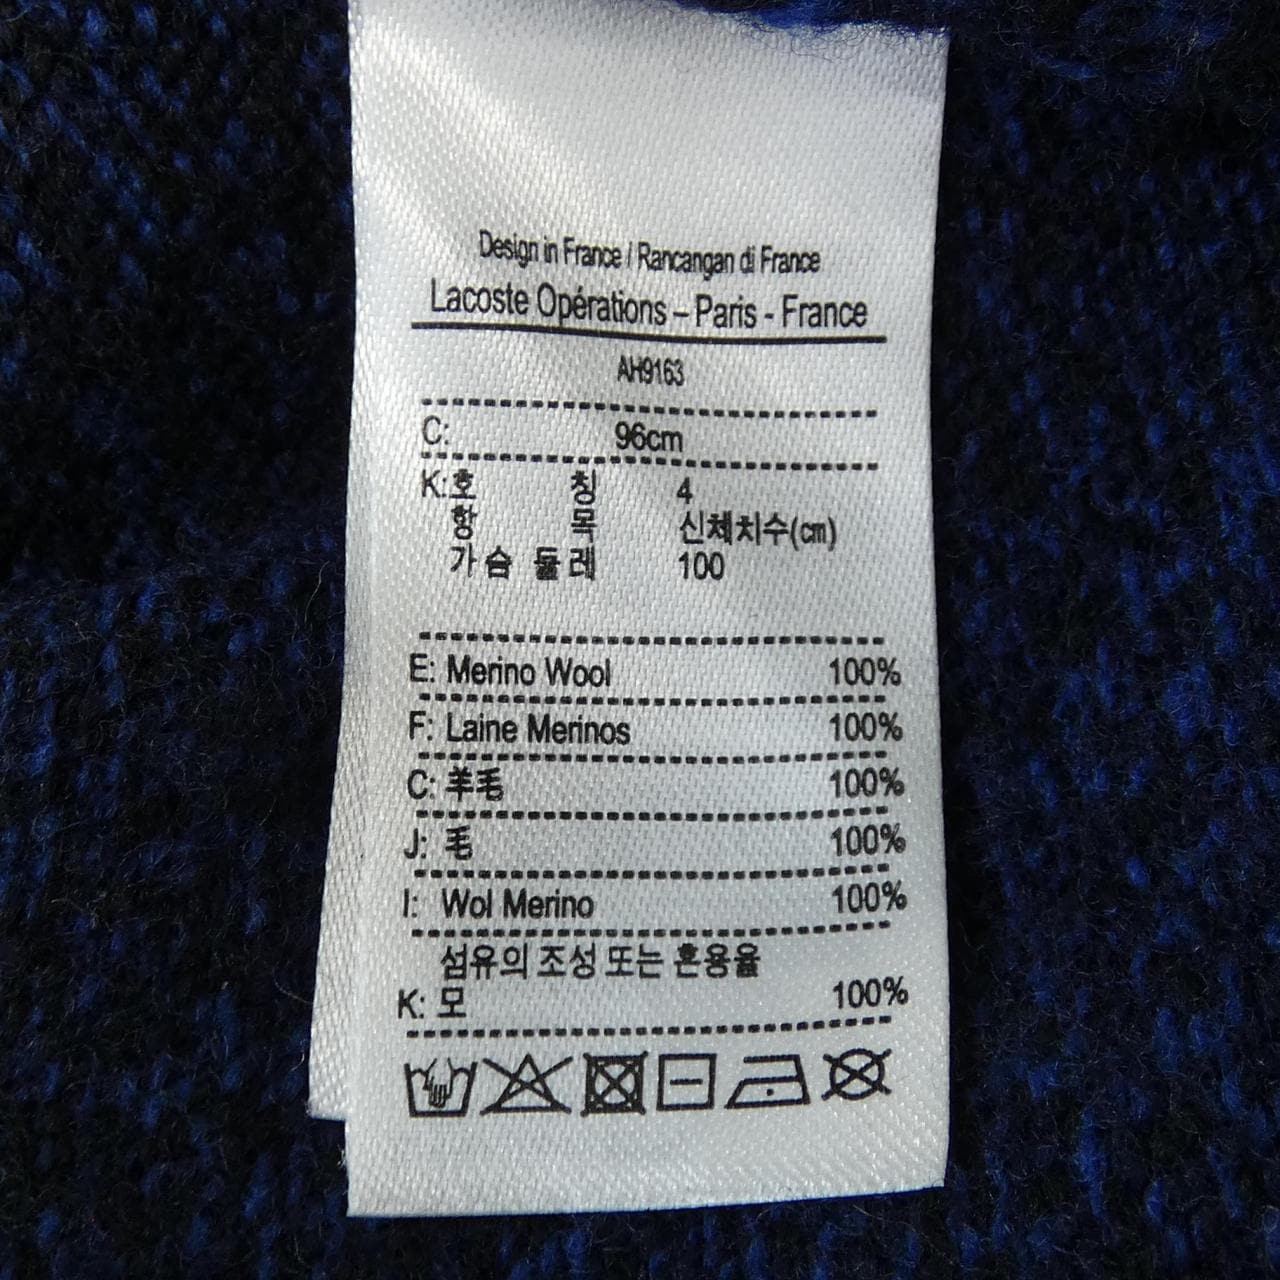 Design in France / Rancangan di France
Lacoste Opérations – Paris - France
AH9163
C: 96cm
K:호 칭 4
항 목 신체치수(㎝)
가슴 둘레 100
E: Merino Wool 100%
F: Laine Merinos 100%
C: 羊毛 100%
J: 毛 100%
I: Wol Merino 100%
섬유의 조성 또는 혼용율
K: 모 100%